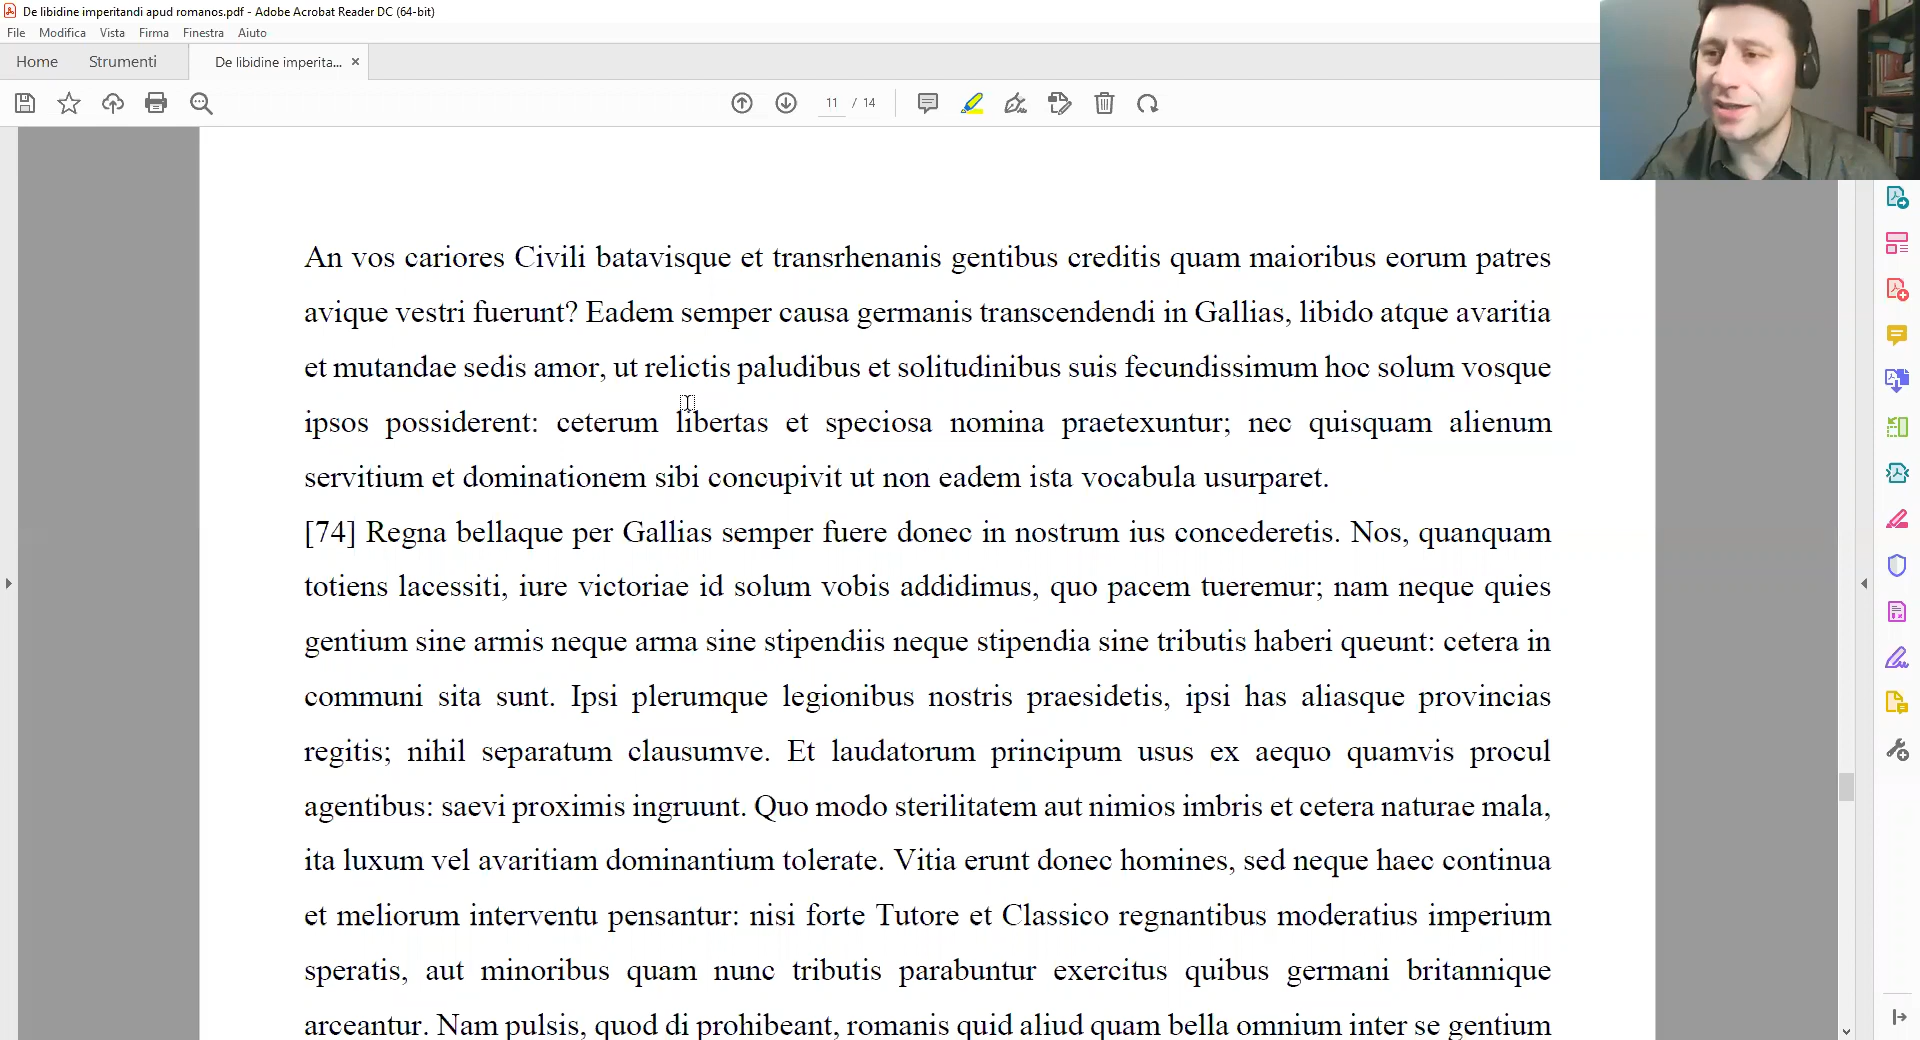 De libidine imperitandi apud romanos.pdf - Adobe Acrobat Reader DC (64-bit)
File Modifica Vista Firma Finestra Aiuto
Home Strumenti De libidine imperita... ×
11 / 14
An vos cariores Civili batavisque et transrhenanis gentibus creditis quam maioribus eorum patres
avique vestri fuerunt? Eadem semper causa germanis transcendendi in Gallias, libido atque avaritia
et mutandae sedis amor, ut relictis paludibus et solitudinibus suis fecundissimum hoc solum vosque
ipsos possiderent: ceterum libertas et speciosa nomina praetexuntur; nec quisquam alienum
servitium et dominationem sibi concupivit ut non eadem ista vocabula usurparet.
[74] Regna bellaque per Gallias semper fuere donec in nostrum ius concederetis. Nos, quanquam
totiens lacessiti, iure victoriae id solum vobis addidimus, quo pacem tueremur; nam neque quies
gentium sine armis neque arma sine stipendiis neque stipendia sine tributis haberi queunt: cetera in
communi sita sunt. Ipsi plerumque legionibus nostris praesidetis, ipsi has aliasque provincias
regitis; nihil separatum clausumve. Et laudatorum principum usus ex aequo quamvis procul
agentibus: saevi proximis ingruunt. Quo modo sterilitatem aut nimios imbris et cetera naturae mala,
ita luxum vel avaritiam dominantium tolerate. Vitia erunt donec homines, sed neque haec continua
et meliorum interventu pensantur: nisi forte Tutore et Classico regnantibus moderatius imperium
speratis, aut minoribus quam nunc tributis parabuntur exercitus quibus germani britannique
arceantur. Nam pulsis, quod di prohibeant, romanis quid aliud quam bella omnium inter se gentium